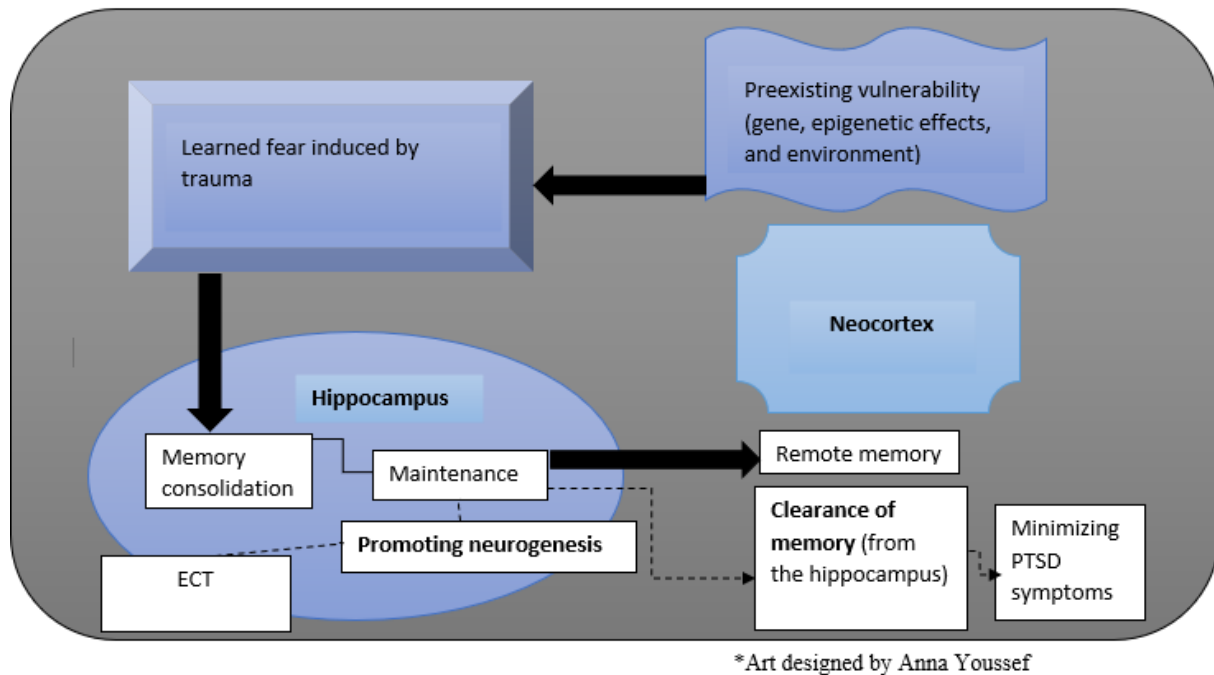 Preexisting vulnerability
(gene, epigenetic effects,
and environment)
Learned fear induced by
trauma
Neocortex
Hippocampus
Memory
consolidation
Maintenance
Remote memory
Promoting neurogenesis
ECT
Clearance of
memory (from
the hippocampus)
Minimizing
PTSD
symptoms
*Art designed by Anna Youssef